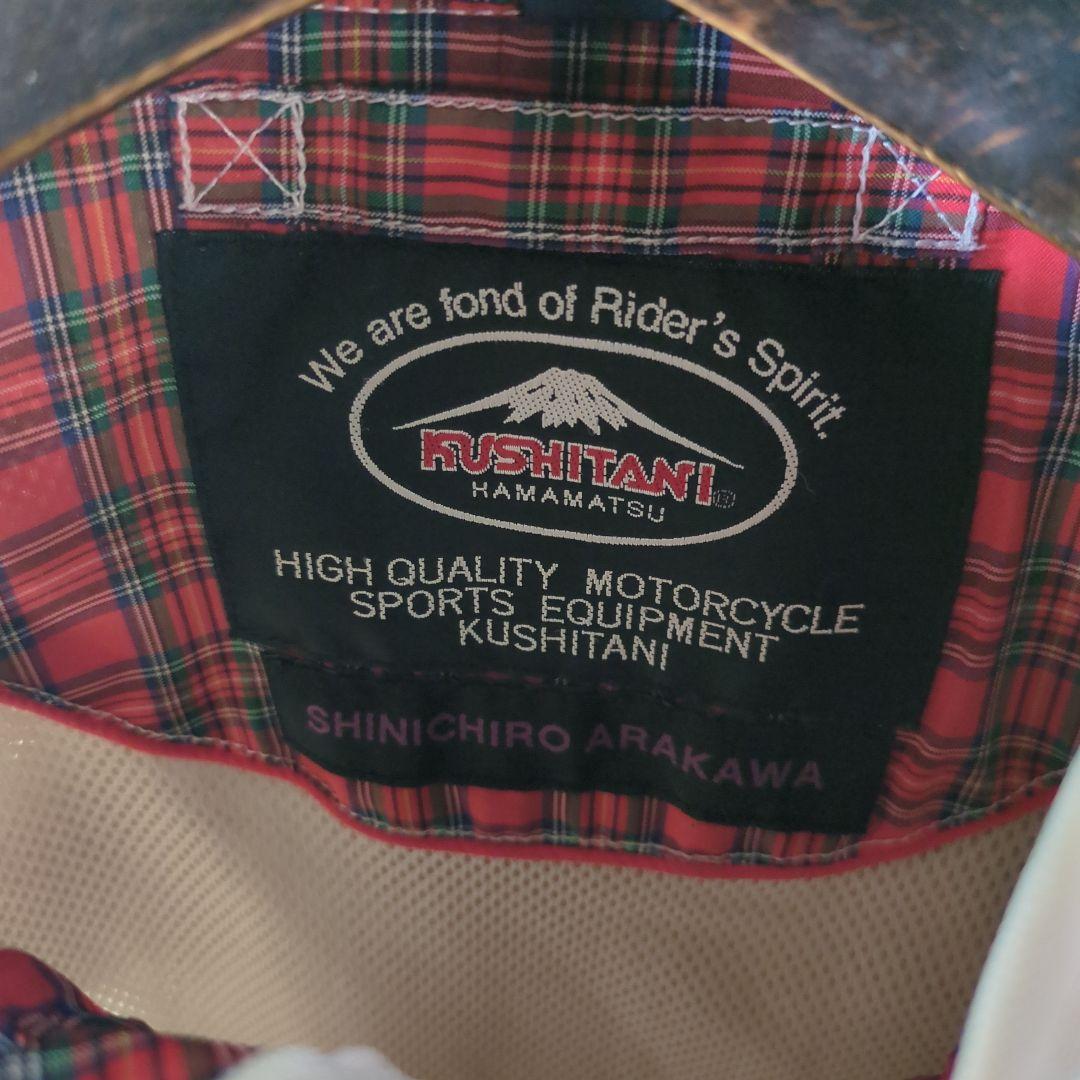 We are fond of Rider's Spirit.
KUSHITANI®
HAMAMATSU
HIGH QUALITY MOTORCYCLE
SPORTS EQUIPMENT
KUSHITANI
SHINICHIRO ARAKAWA